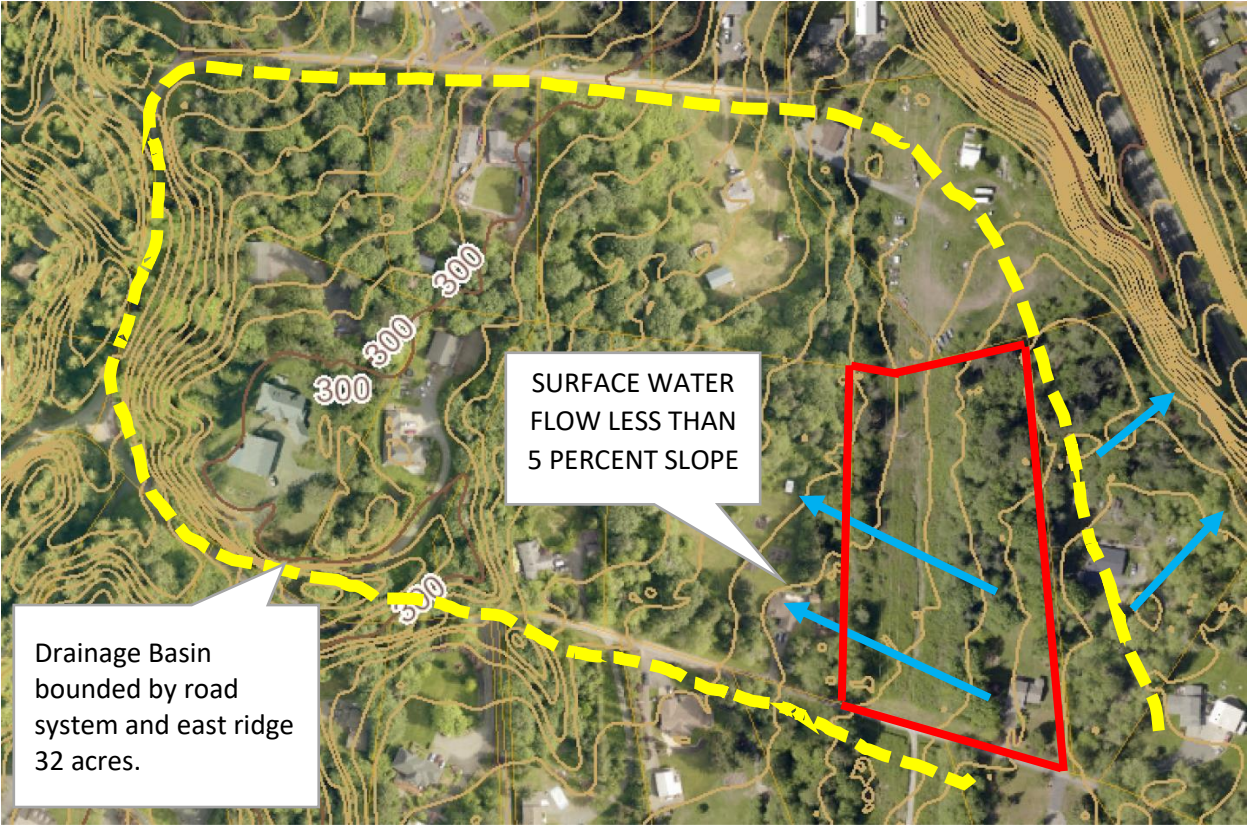 300
300
300
SURFACE WATER
FLOW LESS THAN
5 PERCENT SLOPE
300
Drainage Basin
bounded by road
system and east ridge
32 acres.